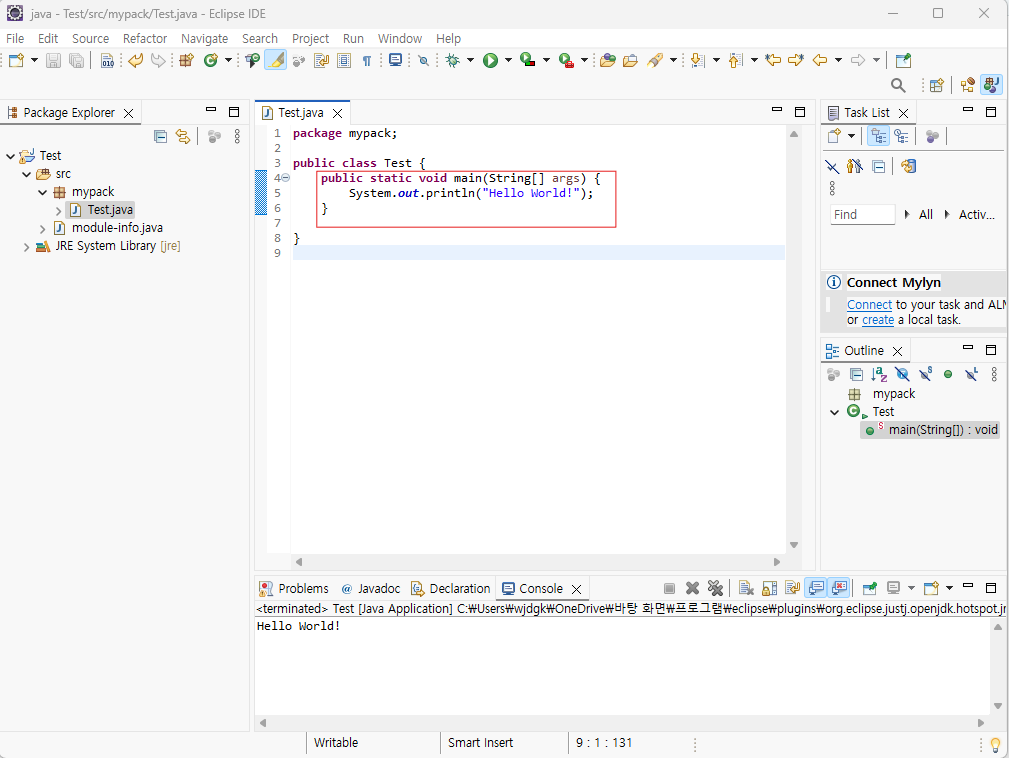 java - Test/src/mypack/Test.java - Eclipse IDE
File Edit Source Refactor Navigate Search Project Run Window Help
Package Explorer
Test
src
mypack
Test.java
module-info.java
JRE System Library [jre]
Test.java
1 package mypack;
2
3 public class Test {
4 public static void main(String[] args) {
5 System.out.println("Hello World!");
6 }
7
8 }
9
Task List
Find All Activ...
Connect Mylyn
Connect to your task and ALM
or create a local task.
Outline
mypack
Test
main(String[]) : void
Problems Javadoc Declaration Console
<terminated> Test [Java Application] C:₩Users₩wjdgk₩OneDrive₩바탕 화면₩프로그램₩eclipse₩plugins₩org.eclipse.justj.openjdk.hotspot.jr
Hello World!
Writable Smart Insert 9 : 1 : 131